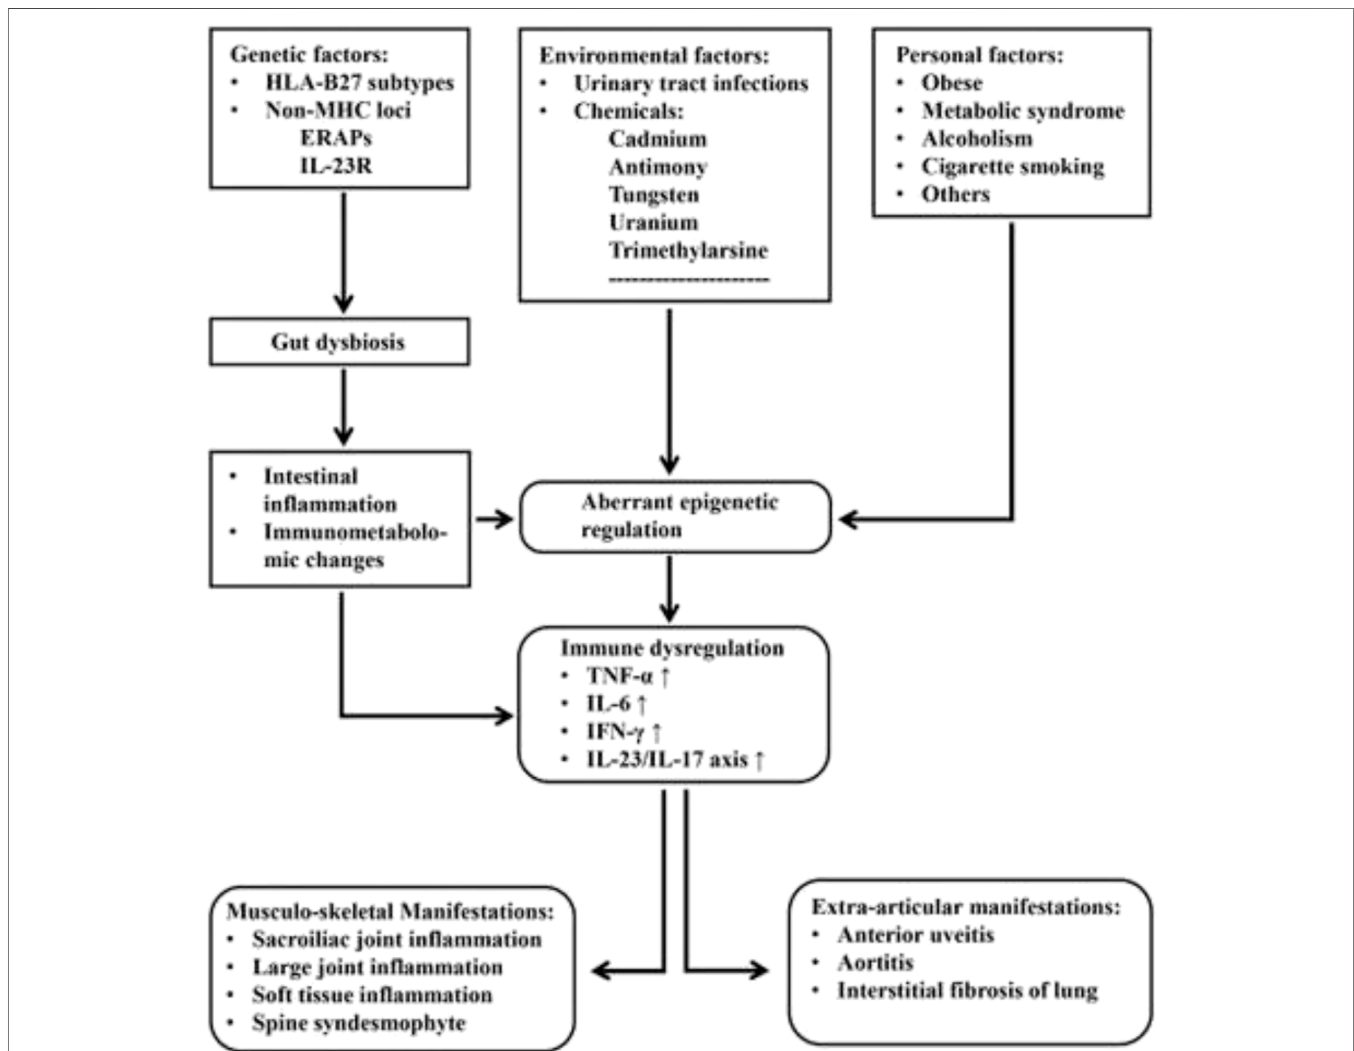 Genetic factors:
• HLA-B27 subtypes
• Non-MHC loci
ERAPs
IL-23R
Environmental factors:
• Urinary tract infections
• Chemicals:
Cadmium
Antimony
Tungsten
Uranium
Trimethylarsine
---------------------
Personal factors:
• Obese
• Metabolic syndrome
• Alcoholism
• Cigarette smoking
• Others
Gut dysbiosis
• Intestinal
inflammation
• Immunometabolo-
mic changes
Aberrant epigenetic
regulation
Immune dysregulation
• TNF-α ↑
• IL-6 ↑
• IFN-γ ↑
• IL-23/IL-17 axis ↑
Musculo-skeletal Manifestations:
• Sacroiliac joint inflammation
• Large joint inflammation
• Soft tissue inflammation
• Spine syndesmophyte
Extra-articular manifestations:
• Anterior uveitis
• Aortitis
• Interstitial fibrosis of lung